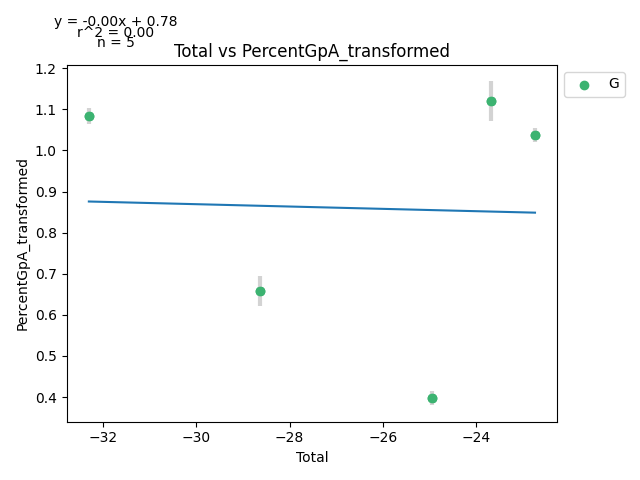 y = -0.00x + 0.78
r^2 = 0.00
n = 5
Total vs PercentGpA_transformed
G
PercentGpA_transformed
1.2
1.1
1.0
0.9
0.8
0.7
0.6
0.5
0.4
−32
−30
−28
−26
−24
Total